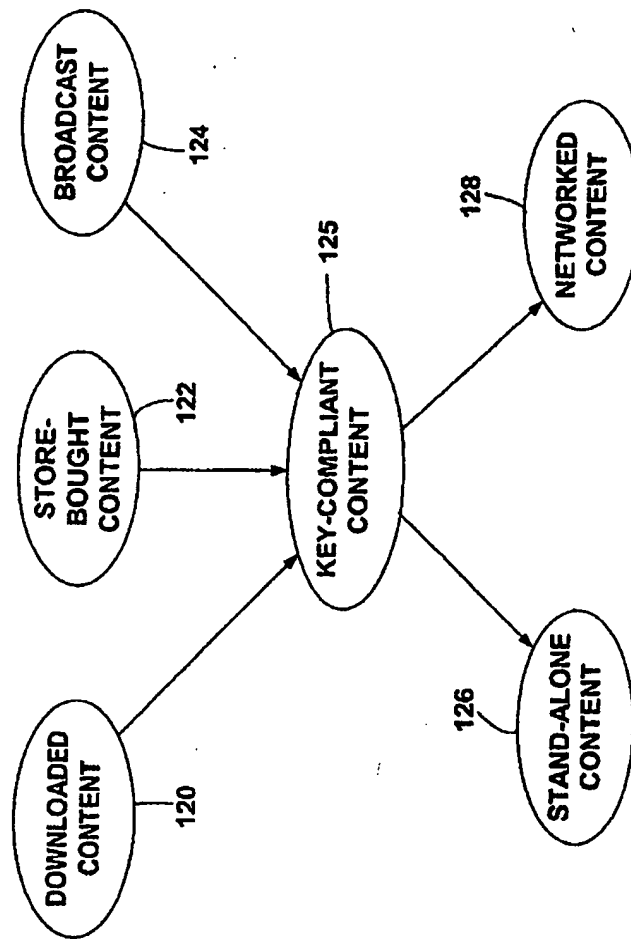 DOWNLOADED
CONTENT
120
STORE-
BOUGHT
CONTENT
122
BROADCAST
CONTENT
124
KEY-COMPLIANT
CONTENT
125
STAND-ALONE
CONTENT
126
NETWORKED
CONTENT
128